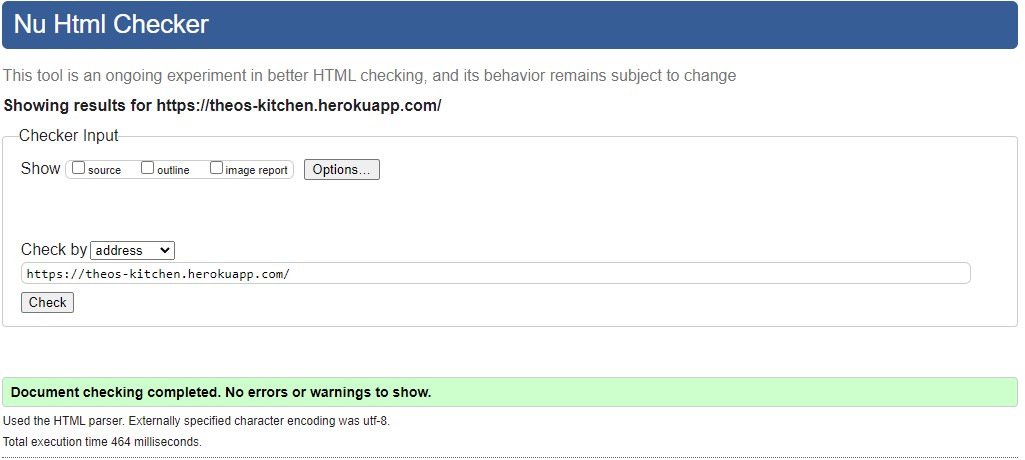 Nu Html Checker
This tool is an ongoing experiment in better HTML checking, and its behavior remains subject to change
Showing results for https://theos-kitchen.herokuapp.com/
Checker Input
Show source outline image report Options...
Check by address
https://theos-kitchen.herokuapp.com/
Check
Document checking completed. No errors or warnings to show.
Used the HTML parser. Externally specified character encoding was utf-8.
Total execution time 464 milliseconds.